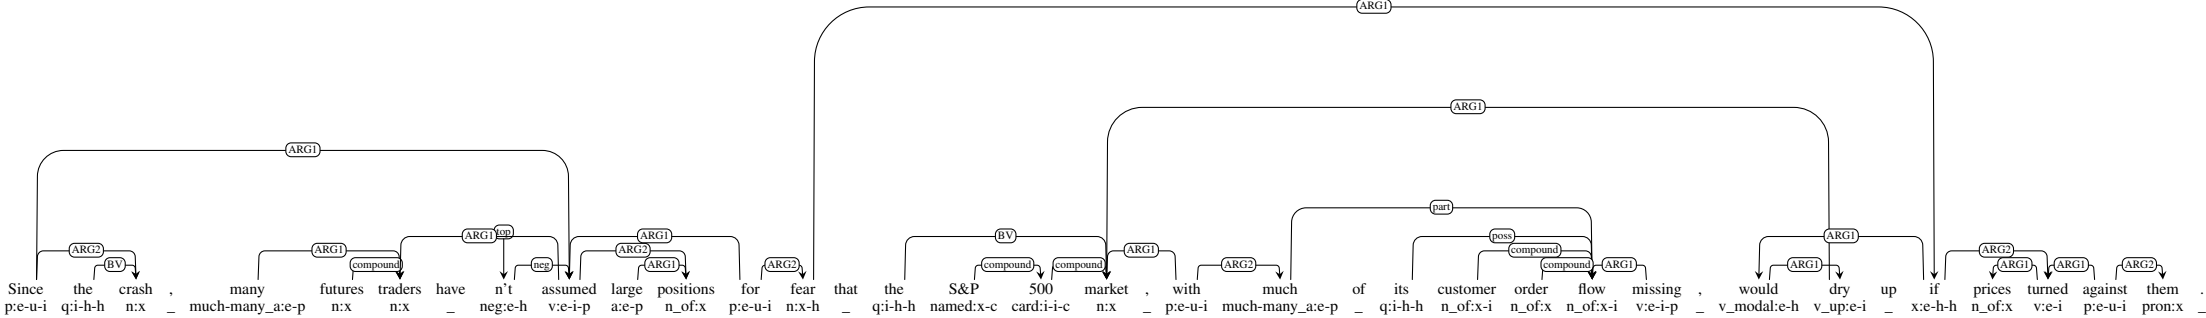 ARG1
ARG1
ARG1
part
ARG1 top ARG1 BV poss ARG1
ARG2 ARG1 ARG2 ARG1 compound ARG2
BV compound neg ARG1 ARG2 compound compound ARG2 compound ARG1 ARG1 ARG1 ARG1 ARG2
Since the crash , many futures traders have n't assumed large positions for fear that the S&P 500 market , with much of its customer order flow missing , would dry up if prices turned against them .
p:e-u-i q:i-h-h n:x _ much-many_a:e-p n:x n:x _ neg:e-h v:e-i-p a:e-p n_of:x p:e-u-i n:x-h _ q:i-h-h named:x-c card:i-i-c n:x _ p:e-u-i much-many_a:e-p _ q:i-h-h n_of:x-i n_of:x n_of:x-i v:e-i-p _ v_modal:e-h v_up:e-i _ x:e-h-h n_of:x v:e-i p:e-u-i pron:x _